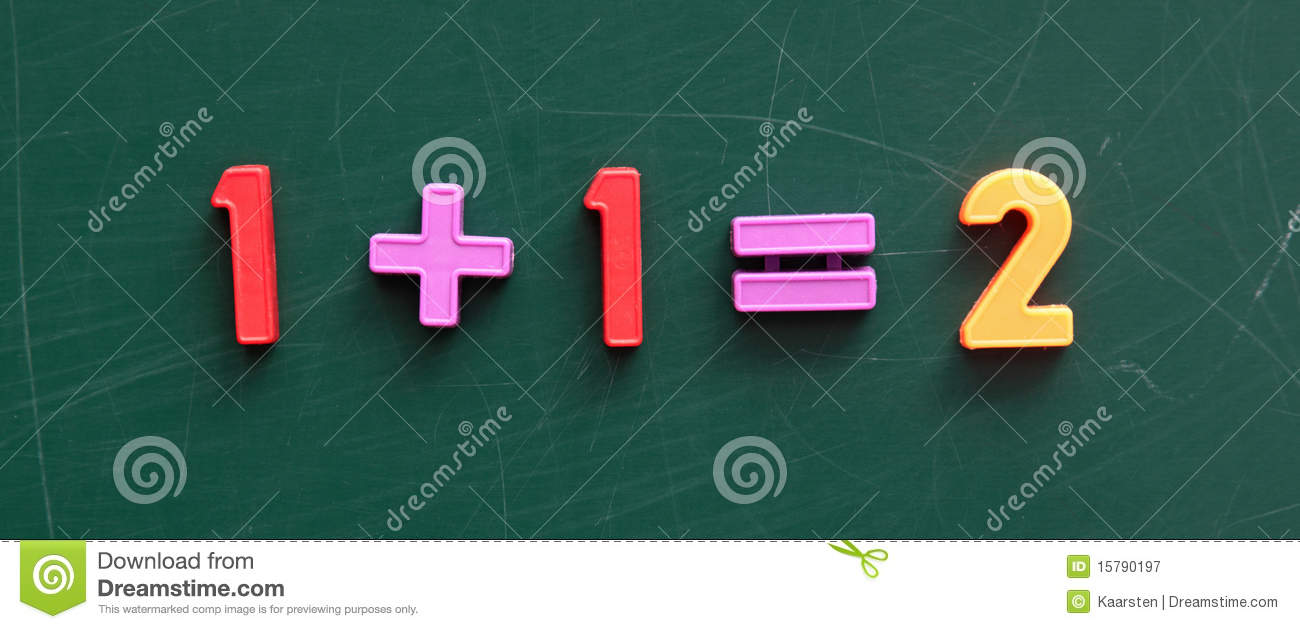 dreamstime
dreamstime
1 + 1 = 2
dreamstime
dreamstime
Download from
Dreamstime.com
This watermarked comp image is for previewing purposes only.
ID 15790197
© Kaarsten | Dreamstime.com